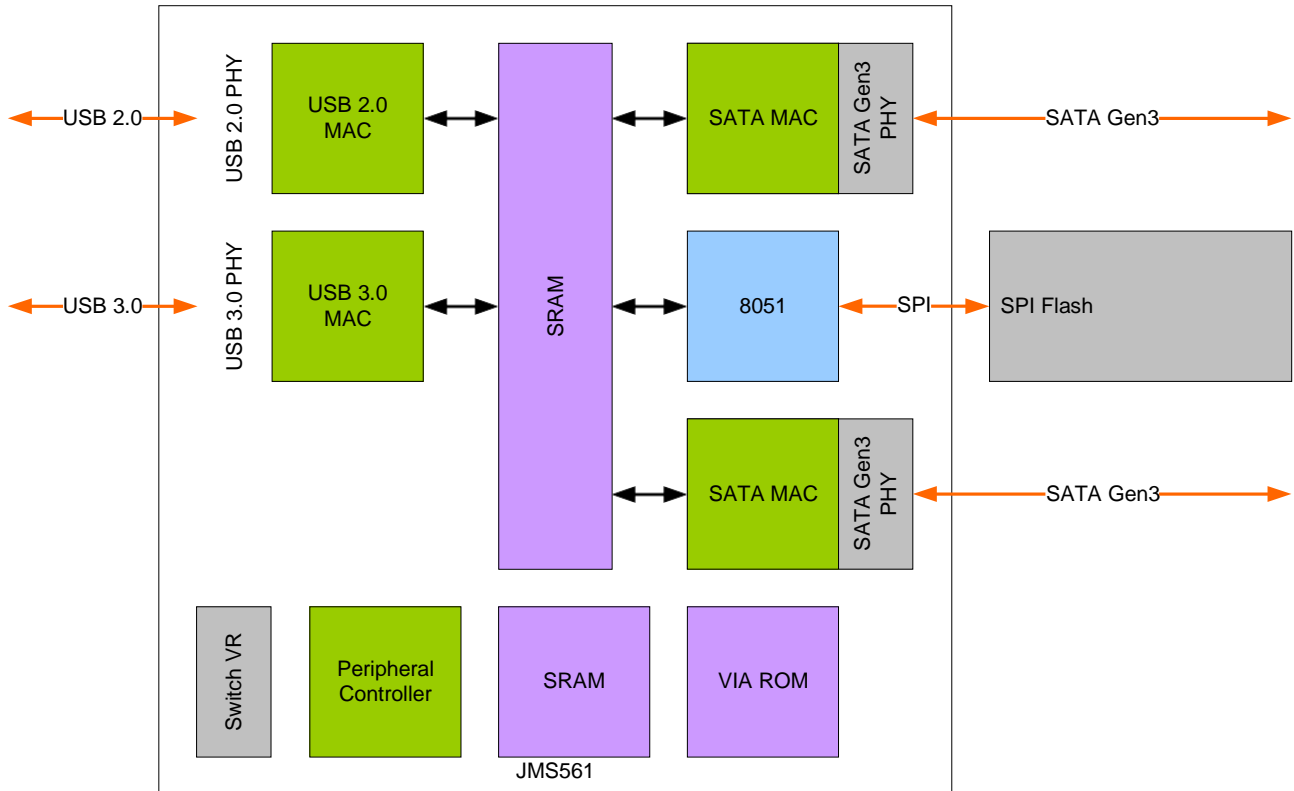 USB 2.0
USB 2.0 PHY
USB 2.0
MAC
SATA MAC
SATA Gen3
PHY
SATA Gen3
USB 3.0
USB 3.0 PHY
USB 3.0
MAC
SRAM
8051
SPI
SPI Flash
SATA MAC
SATA Gen3
PHY
SATA Gen3
Switch VR
Peripheral
Controller
SRAM
VIA ROM
JMS561